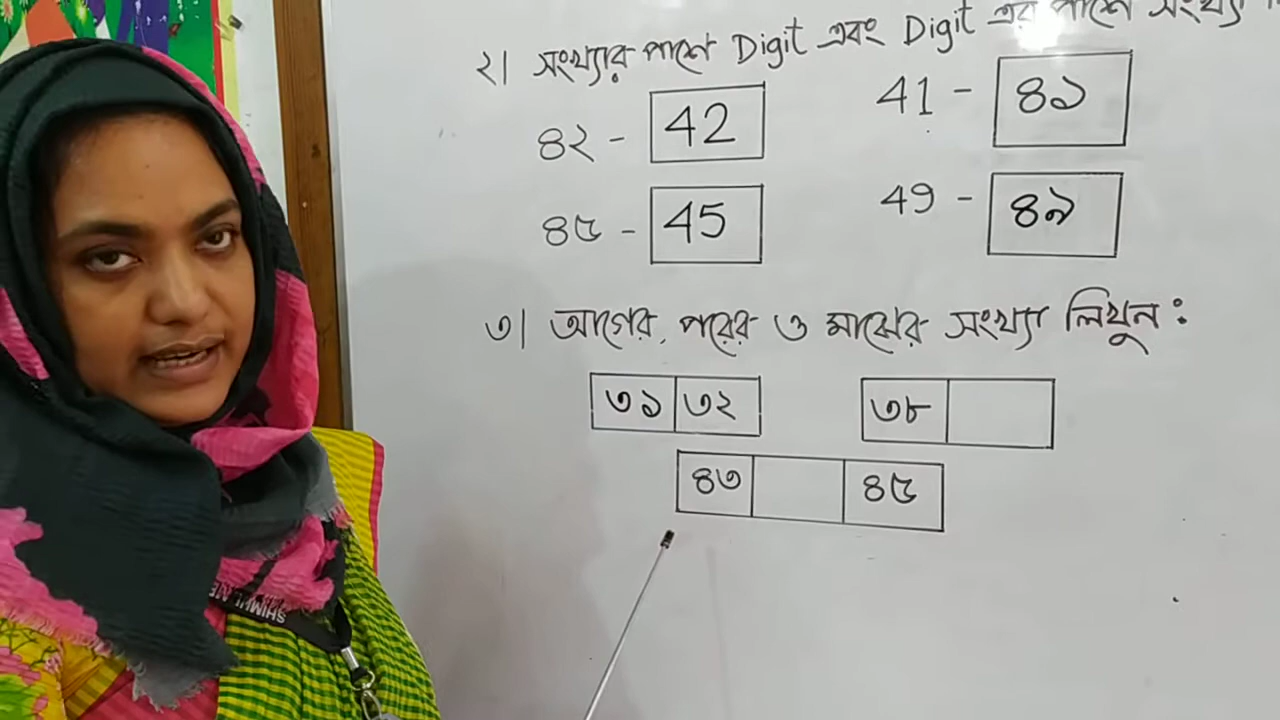 ২। সংখ্যার পাশে Digit এবং Digit এর পাশে সংখ্যা
৪২ - 42 41 - ৪১
৪৫ - 45 49 - ৪৯
৩। আগের, পরের ও মাঝের সংখ্যা লিখুন:
৩১ ৩২ ৩৮
৪৩ ৪৫